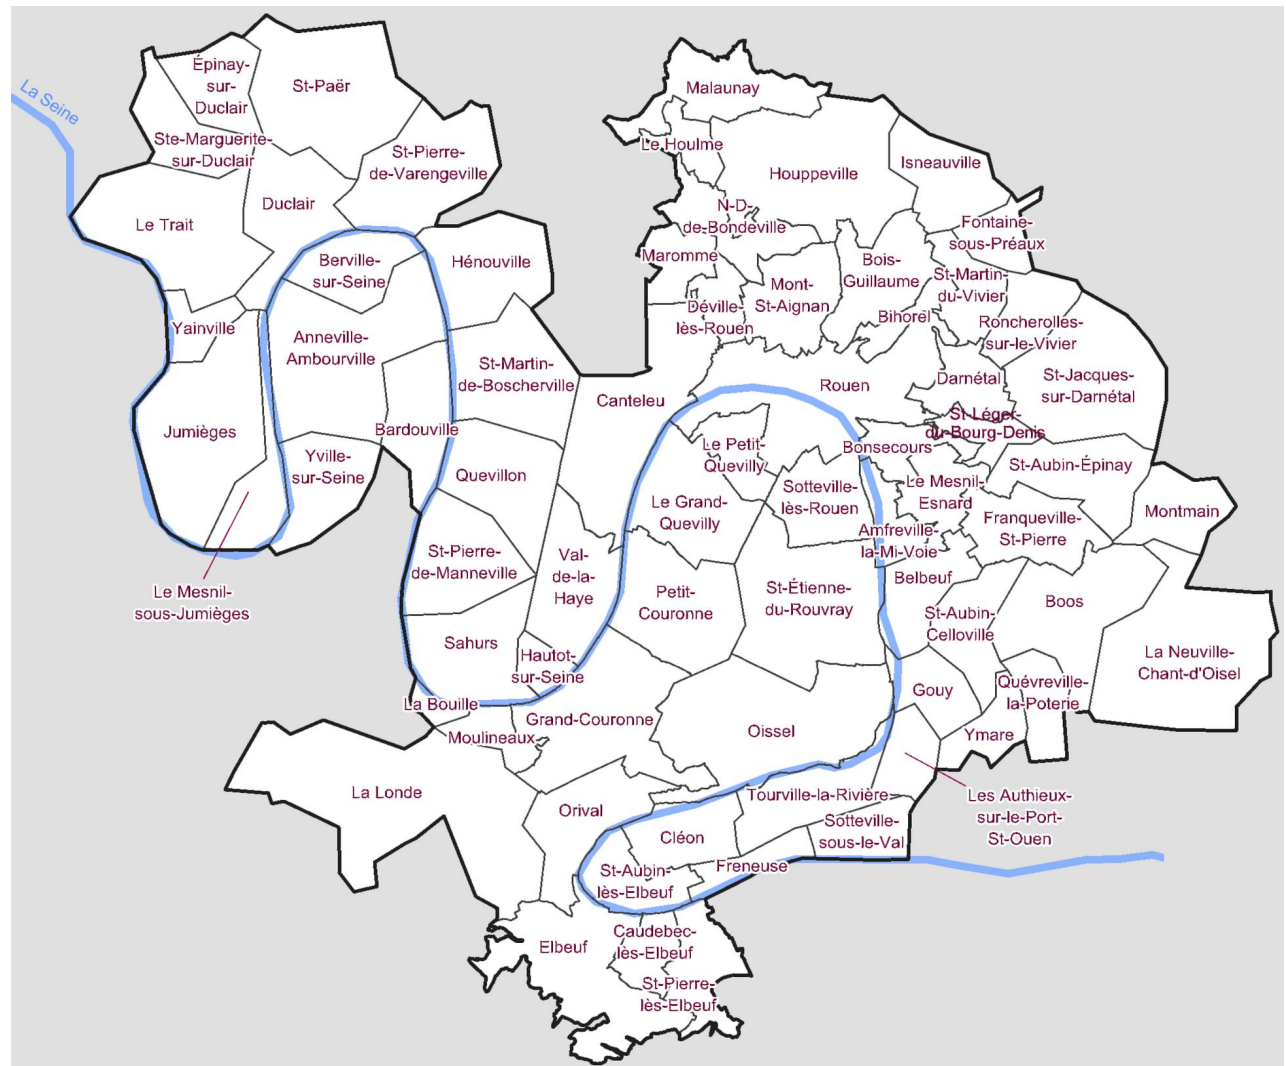 La Seine
Épinay-
sur-
Duclair
St-Paër
Ste-Marguerite-
sur-Duclair
St-Pierre-
de-Varengeville
Duclair
Le Trait
Berville-
sur-Seine
Hénouville
Yainville
Anneville-
Ambourville
St-Martin-
de-Boscherville
Jumièges
Bardouville
Yville-
sur-Seine
Quevillon
St-Pierre-
de-Manneville
Le Mesnil-
sous-Jumièges
Sahurs
Val-
de-la-
Haye
Hautot-
sur-Seine
La Bouille
Moulineaux
Grand-Couronne
La Londe
Orival
Malaunay
Le Houlme
Houppeville
Isneauville
N-D-
de-Bondeville
Fontaine-
sous-Préaux
Maromme
Bois-
Guillaume
Mont-
St-Aignan
St-Martin-
du-Vivier
Déville-
lès-Rouen
Bihorel
Roncherolles-
sur-le-Vivier
Canteleu
Rouen
Darnétal
St-Jacques-
sur-Darnétal
St-Léger-
du-Bourg-Denis
Bonsecours
Le Petit-
Quevilly
St-Aubin-Épinay
Le Mesnil-
Esnard
Sotteville-
lès-Rouen
Le Grand-
Quevilly
Franqueville-
St-Pierre
Montmain
Amfreville-
la-Mi-Voie
Belbeuf
Petit-
Couronne
St-Étienne-
du-Rouvray
Boos
St-Aubin-
Celloville
La Neuville-
Chant-d'Oisel
Gouy
Quévreville-
la-Poterie
Oissel
Ymare
Tourville-la-Rivière
Les Authieux-
sur-le-Port-
St-Ouen
Sotteville-
sous-le-Val
Cléon
Freneuse
St-Aubin-
lès-Elbeuf
Elbeuf
Caudebec-
lès-Elbeuf
St-Pierre-
lès-Elbeuf